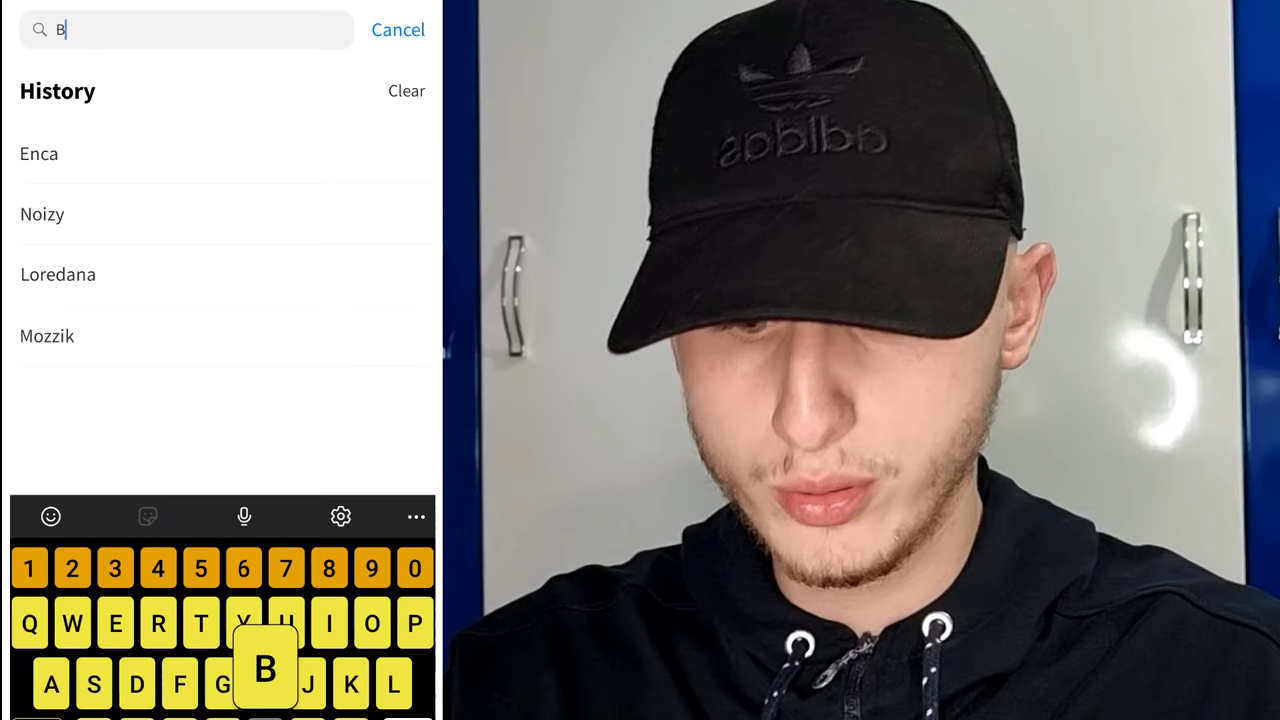 B
Cancel
History
Clear
Enca
Noizy
Loredana
Mozzik
1 2 3 4 5 6 7 8 9 0
Q W E R T Y U I O P
A S D F G B J K L
adidas